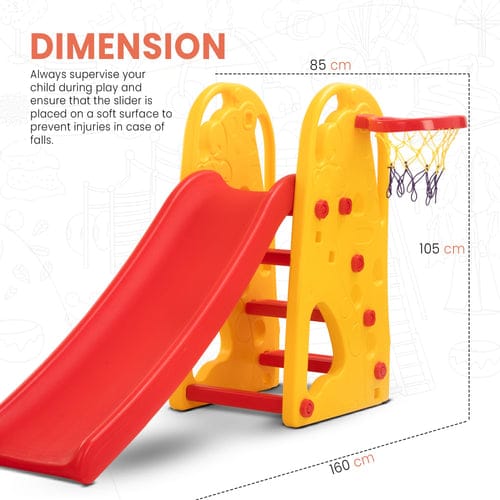 DIMENSION
Always supervise your
child during play and
ensure that the slider is
placed on a soft surface to
prevent injuries in case of
falls.
85 cm
105 cm
160 cm